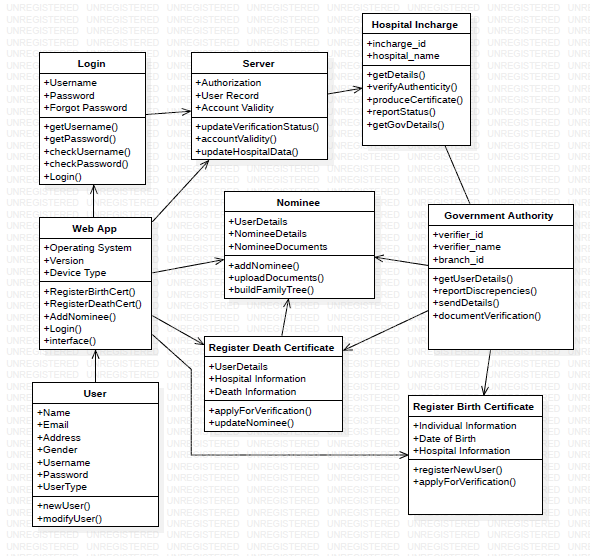 Hospital Incharge
+incharge_id
+hospital_name
+getDetails()
+verifyAuthenticity()
+produceCertificate()
+reportStatus()
+getGovDetails()
Login
+Username
+Password
+Forgot Password
+getUsername()
+getPassword()
+checkUsername()
+checkPassword()
+Login()
Server
+Authorization
+User Record
+Account Validity
+updateVerificationStatus()
+accountValidity()
+updateHospitalData()
Nominee
+UserDetails
+NomineeDetails
+NomineeDocuments
+addNominee()
+uploadDocuments()
+buildFamilyTree()
Government Authority
+verifier_id
+verifier_name
+branch_id
+getUserDetails()
+reportDiscrepencies()
+sendDetails()
+documentVerification()
Web App
+Operating System
+Version
+Device Type
+RegisterBirthCert()
+RegisterDeathCert()
+AddNominee()
+Login()
+interface()
Register Death Certificate
+UserDetails
+Hospital Information
+Death Information
+applyForVerification()
+updateNominee()
User
+Name
+Email
+Address
+Gender
+Username
+Password
+UserType
+newUser()
+modifyUser()
Register Birth Certificate
+Individual Information
+Date of Birth
+Hospital Information
+registerNewUser()
+applyForVerification()
UNREGISTERED